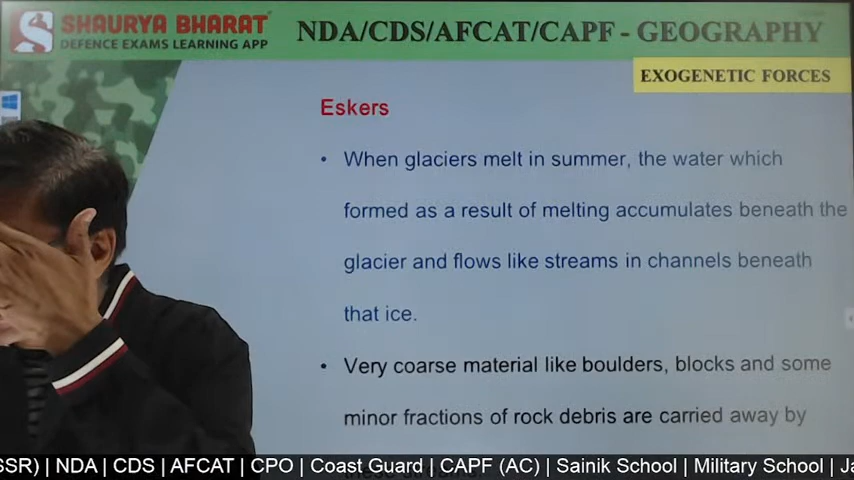 SHAURYA BHARAT
DEFENCE EXAMS LEARNING APP
NDA/CDS/AFCAT/CAPF - GEOGRAPHY
EXOGENETIC FORCES
Eskers
• When glaciers melt in summer, the water which
formed as a result of melting accumulates beneath the
glacier and flows like streams in channels beneath
that ice.
• Very coarse material like boulders, blocks and some
minor fractions of rock debris are carried away by
SSR) | NDA | CDS | AFCAT | CPO | Coast Guard | CAPF (AC) | Sainik School | Military School |